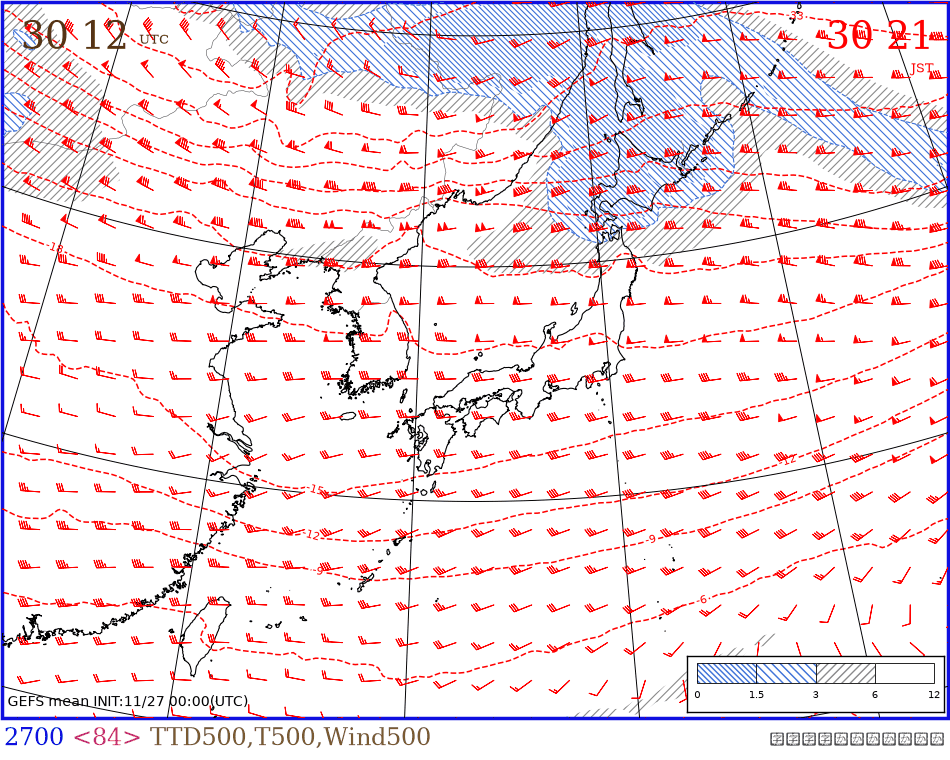 30 12 UTC
30 21
JST
-33
-18
-15
-12
-12
-9
-9
-6
GEFS mean INIT:11/27 00:00(UTC)
0 1.5 3 6 12
2700 <84> TTD500,T500,Wind500